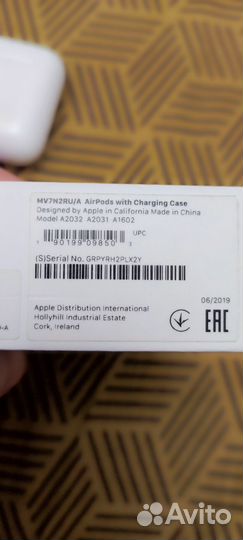 MV7N2RU/A AirPods with Charging Case
Designed by Apple in California Made in China
Model A2032 A2031 A1602
UPC
1 90199 09850 3
(S)Serial No. GRPYRH2PLX2Y
06/2019
Apple Distribution International
Hollyhill Industrial Estate
Cork, Ireland
EAC
-A
Avito